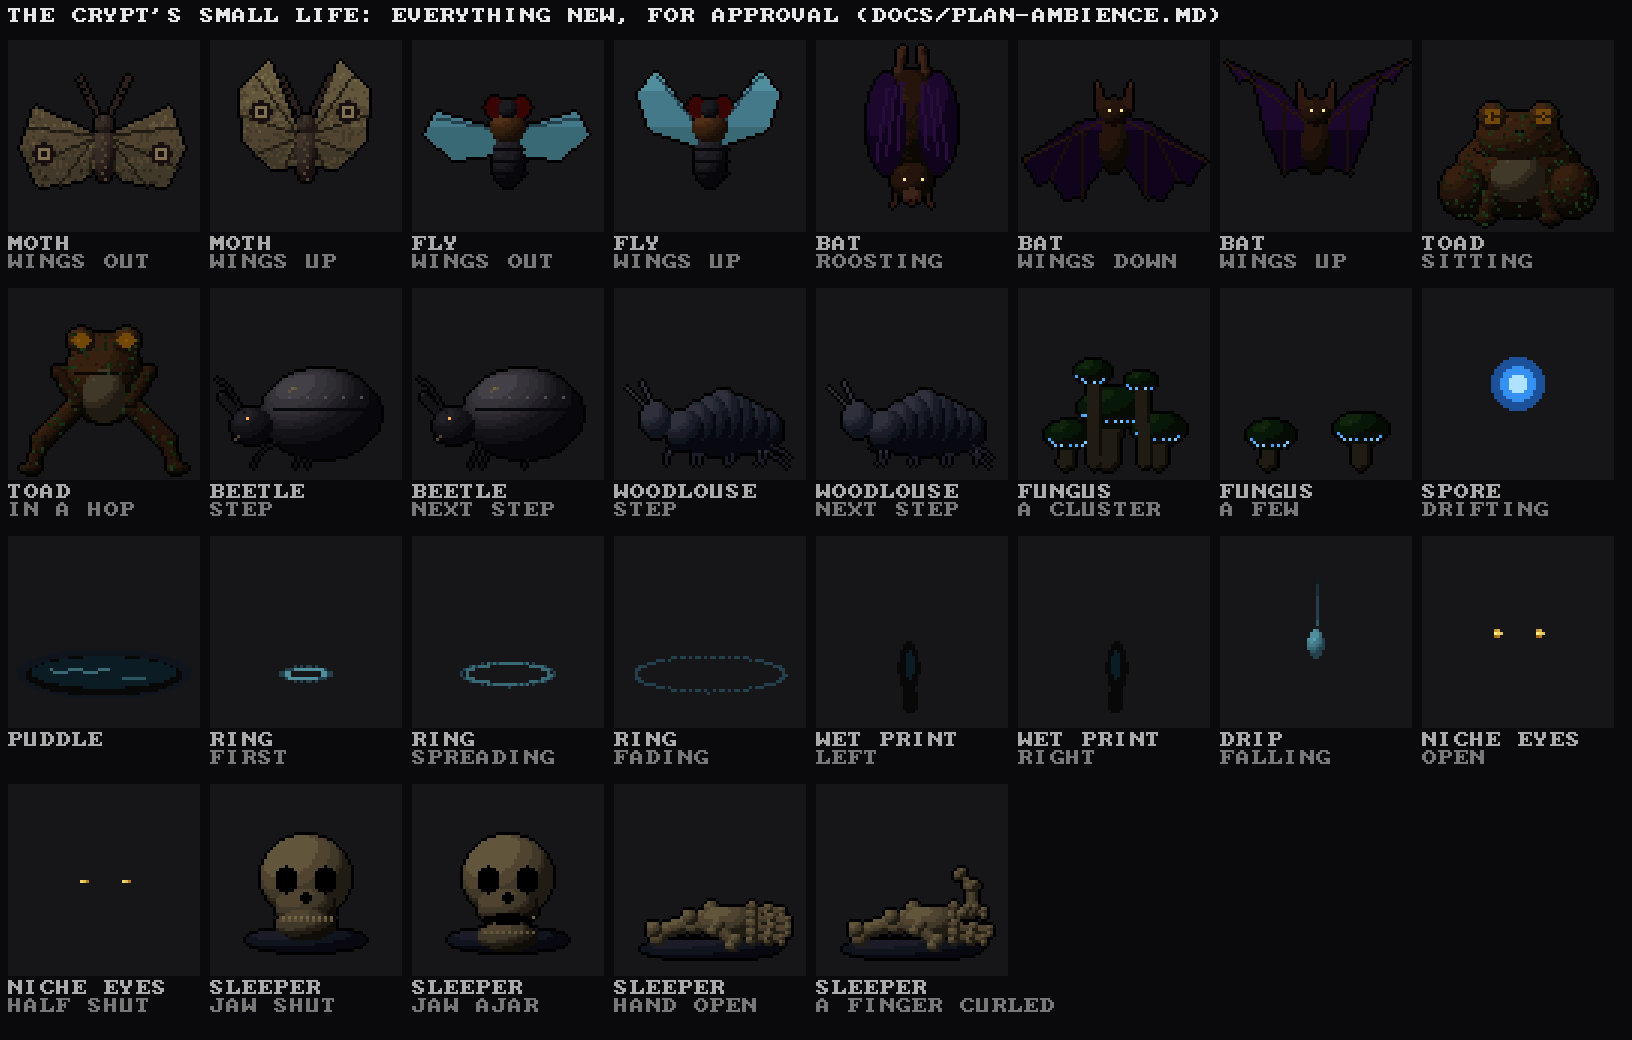 THE CRYPT'S SMALL LIFE: EVERYTHING NEW, FOR APPROVAL (DOCS/PLAN-AMBIENCE.MD)
MOTH
WINGS OUT
MOTH
WINGS UP
FLY
WINGS OUT
FLY
WINGS UP
BAT
ROOSTING
BAT
WINGS DOWN
BAT
WINGS UP
TOAD
SITTING
TOAD
IN A HOP
BEETLE
STEP
BEETLE
NEXT STEP
WOODLOUSE
STEP
WOODLOUSE
NEXT STEP
FUNGUS
A CLUSTER
FUNGUS
A FEW
SPORE
DRIFTING
PUDDLE
RING
FIRST
RING
SPREADING
RING
FADING
WET PRINT
LEFT
WET PRINT
RIGHT
DRIP
FALLING
NICHE EYES
OPEN
NICHE EYES
HALF SHUT
SLEEPER
JAW SHUT
SLEEPER
JAW AJAR
SLEEPER
HAND OPEN
SLEEPER
A FINGER CURLED